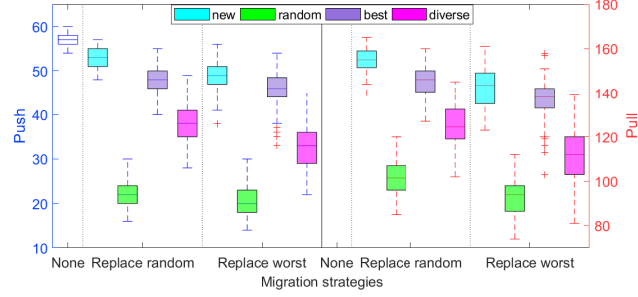 new random best diverse
60
50
40
30
20
10
Push
180
160
140
120
100
80
Pull
None Replace random Replace worst None Replace random Replace worst
Migration strategies